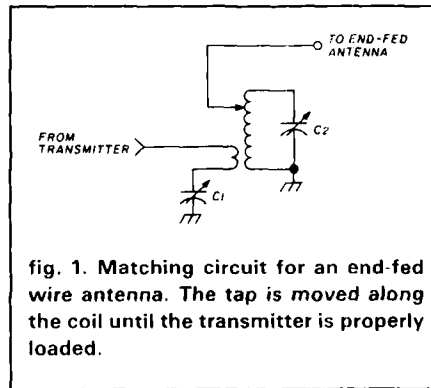 TO END-FED
ANTENNA
C2
FROM
TRANSMITTER
C1
fig. 1. Matching circuit for an end-fed
wire antenna. The tap is moved along
the coil until the transmitter is properly
loaded.